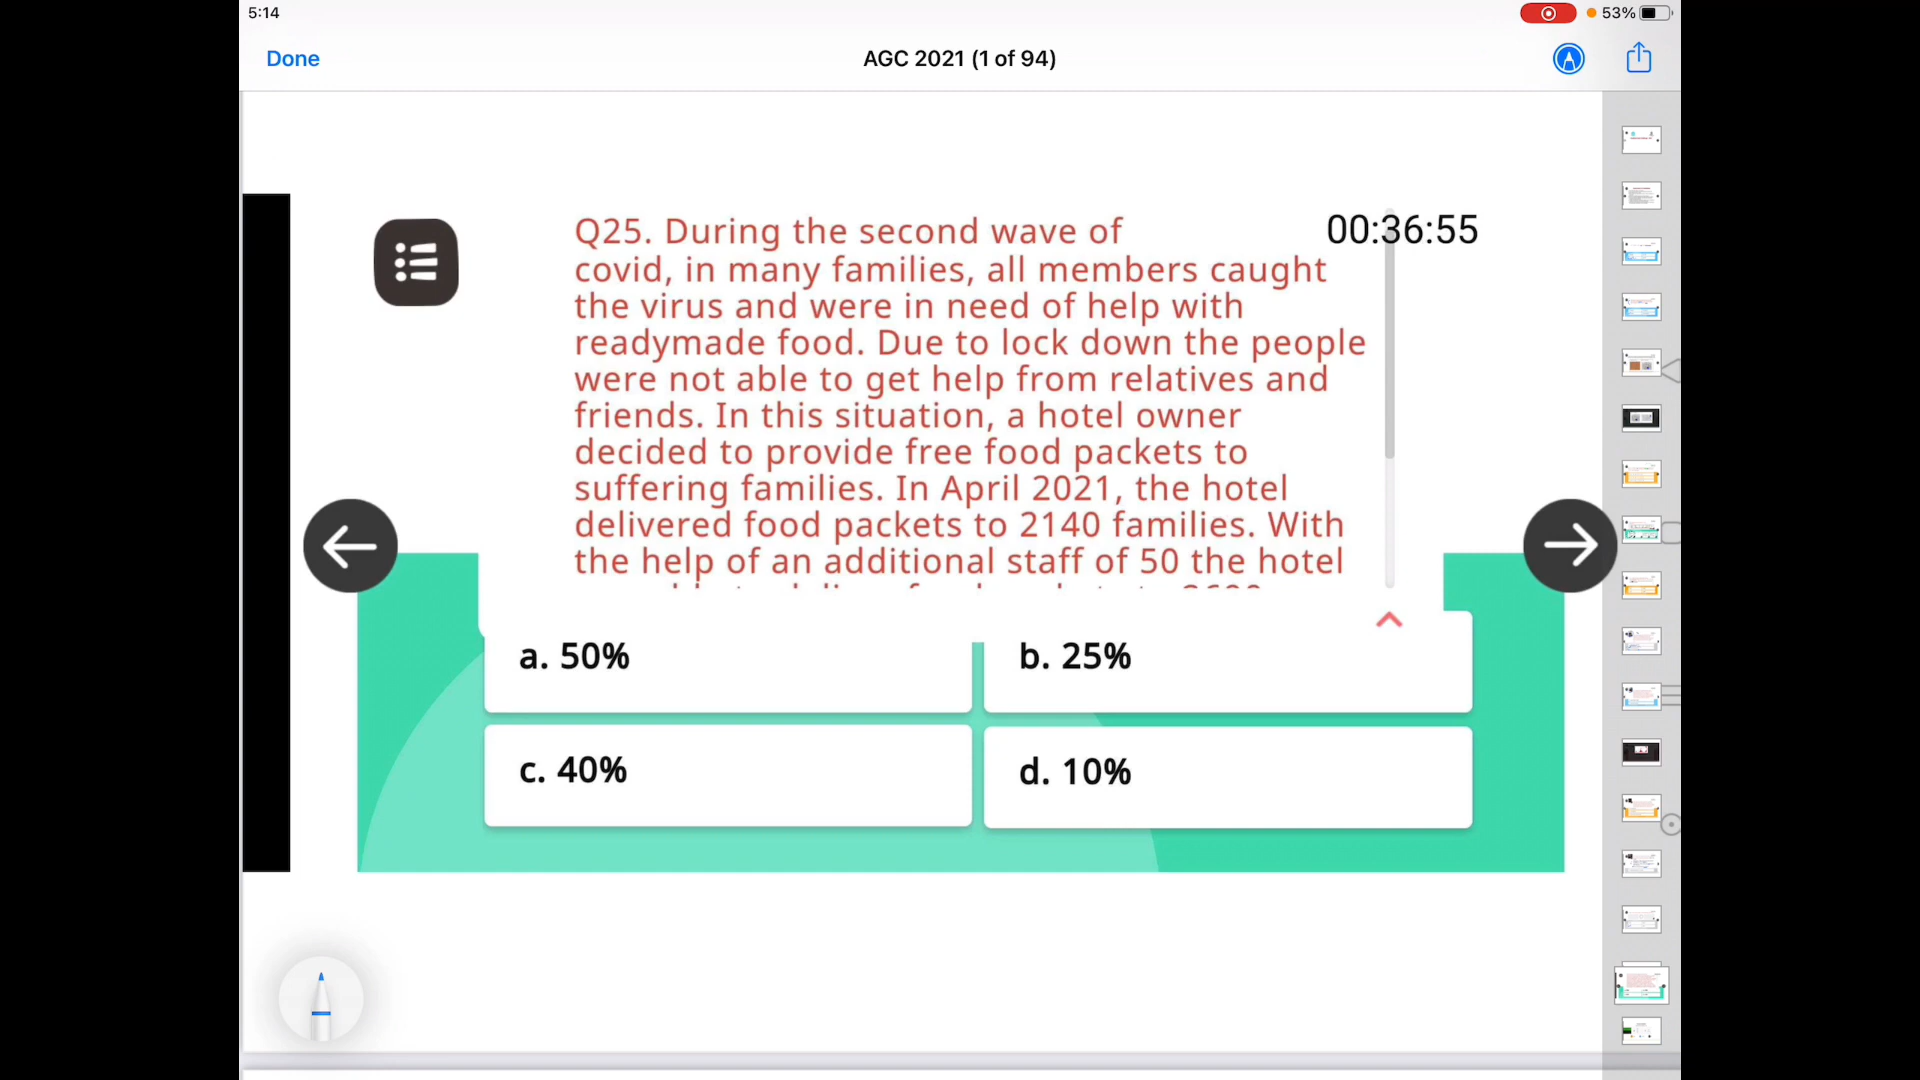 5:14
53%
Done
AGC 2021 (1 of 94)
Q25. During the second wave of
00:36:55
covid, in many families, all members caught
the virus and were in need of help with
readymade food. Due to lock down the people
were not able to get help from relatives and
friends. In this situation, a hotel owner
decided to provide free food packets to
suffering families. In April 2021, the hotel
delivered food packets to 2140 families. With
the help of an additional staff of 50 the hotel
a. 50%
b. 25%
c. 40%
d. 10%